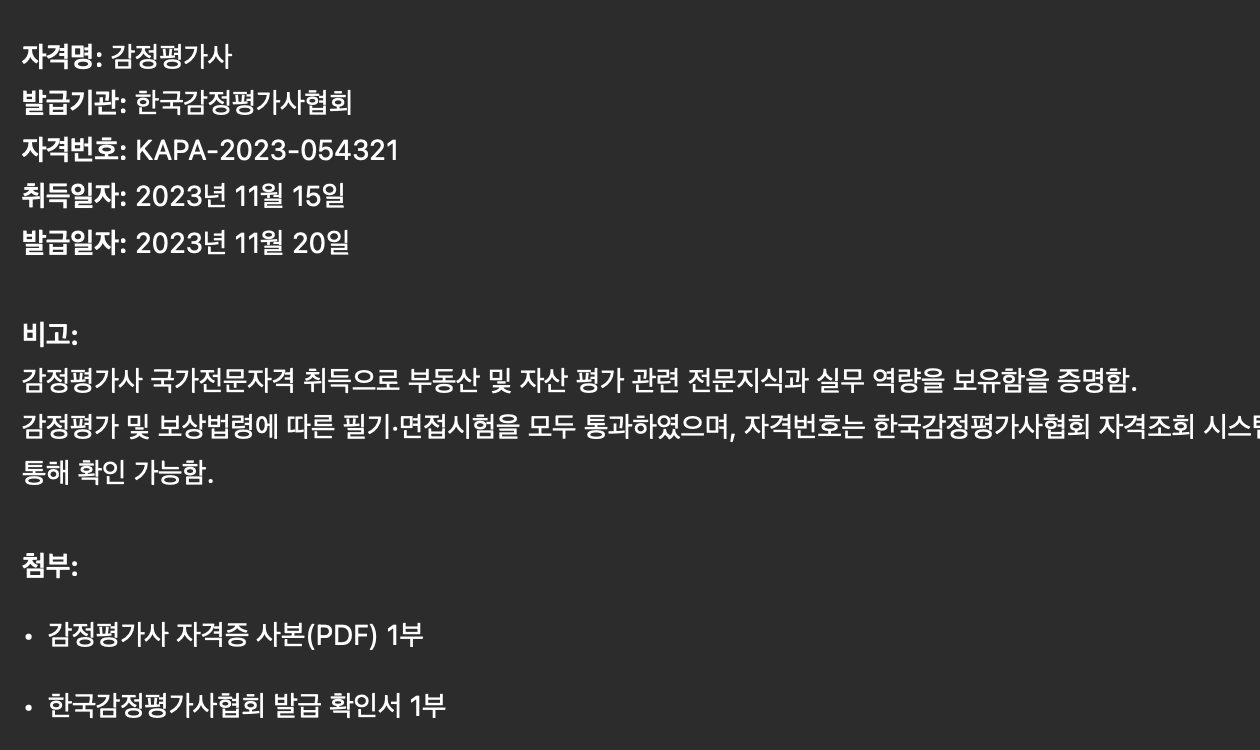 자격명: 감정평가사
발급기관: 한국감정평가사협회
자격번호: KAPA-2023-054321
취득일자: 2023년 11월 15일
발급일자: 2023년 11월 20일
비고:
감정평가사 국가전문자격 취득으로 부동산 및 자산 평가 관련 전문지식과 실무 역량을 보유함을 증명함.
감정평가 및 보상법령에 따른 필기·면접시험을 모두 통과하였으며, 자격번호는 한국감정평가사협회 자격조회
통해 확인 가능함.
첨부:
• 감정평가사 자격증 사본(PDF) 1부
• 한국감정평가사협회 발급 확인서 1부